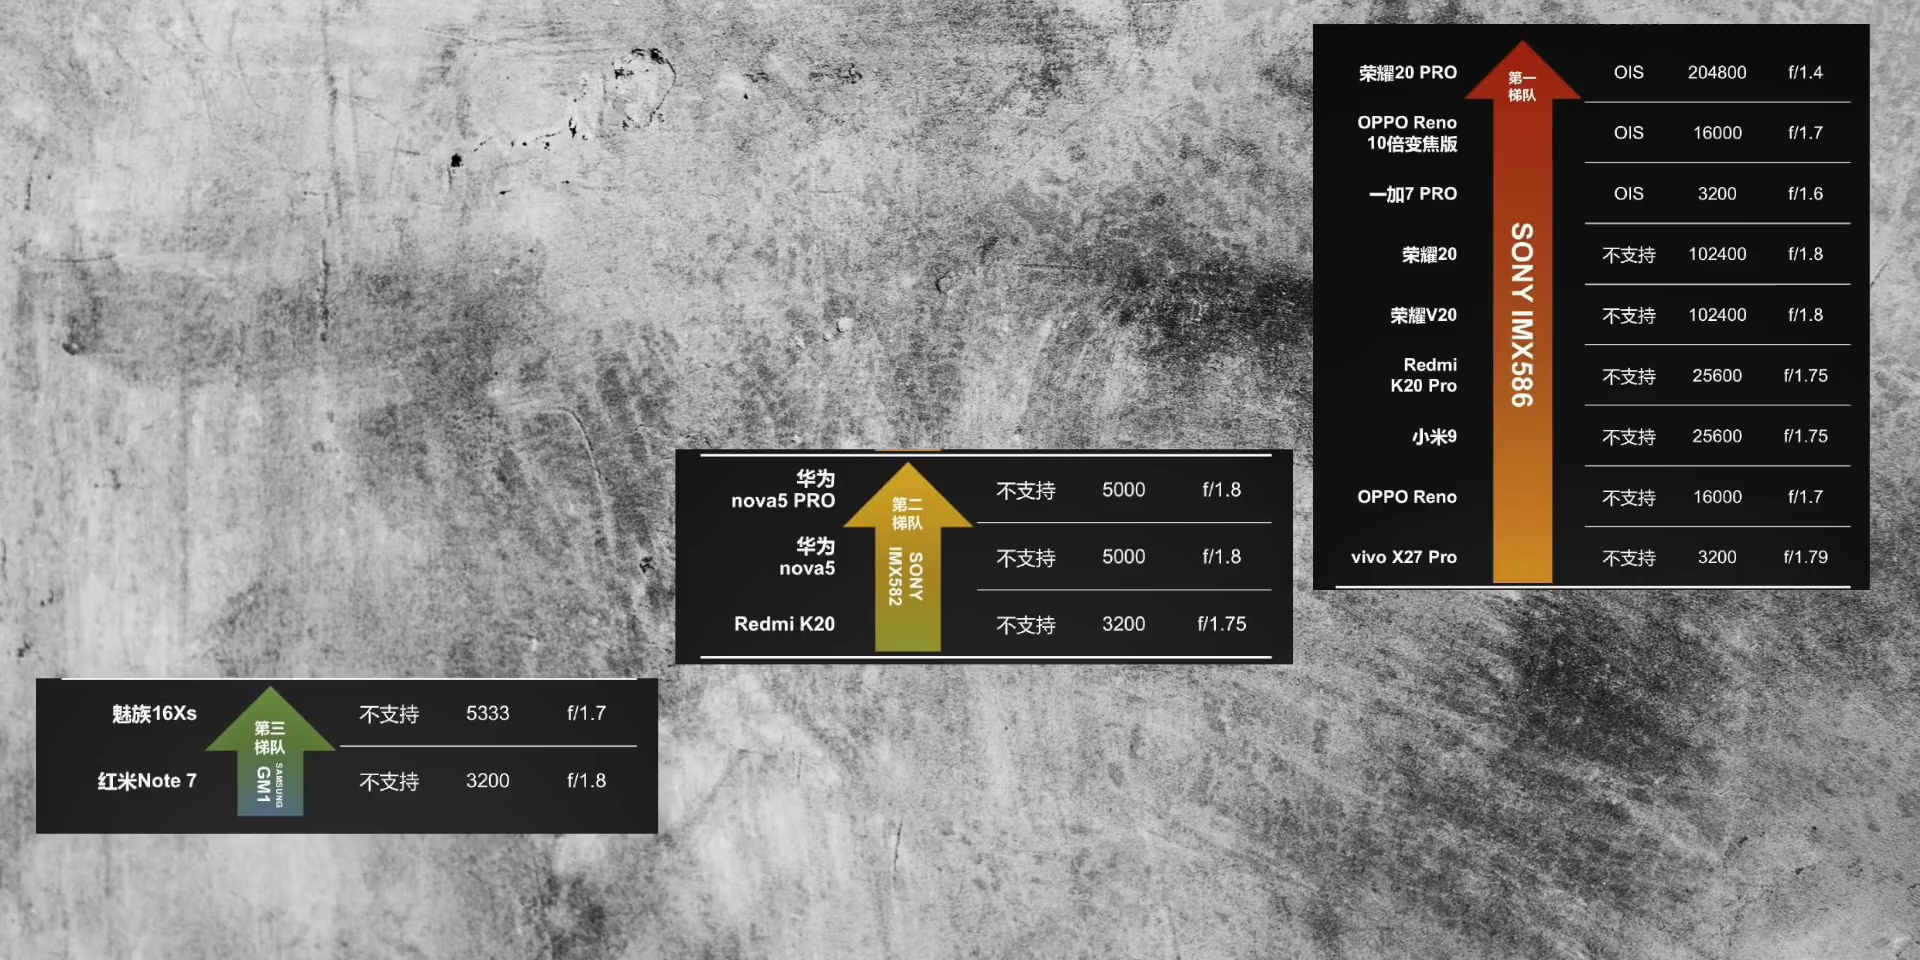 荣耀20 PRO 第一梯队 OIS 204800 f/1.4
OPPO Reno
10倍变焦版 OIS 16000 f/1.7
一加7 PRO OIS 3200 f/1.6
荣耀20 不支持 102400 f/1.8
荣耀V20 不支持 102400 f/1.8
Redmi
K20 Pro 不支持 25600 f/1.75
小米9 不支持 25600 f/1.75
OPPO Reno 不支持 16000 f/1.7
vivo X27 Pro 不支持 3200 f/1.79
SONY IMX586
华为
nova5 PRO 第二梯队 不支持 5000 f/1.8
华为
nova5 不支持 5000 f/1.8
Redmi K20 不支持 3200 f/1.75
SONY
IMX582
魅族16Xs 第三梯队 不支持 5333 f/1.7
红米Note 7 不支持 3200 f/1.8
SAMSUNG
GM1